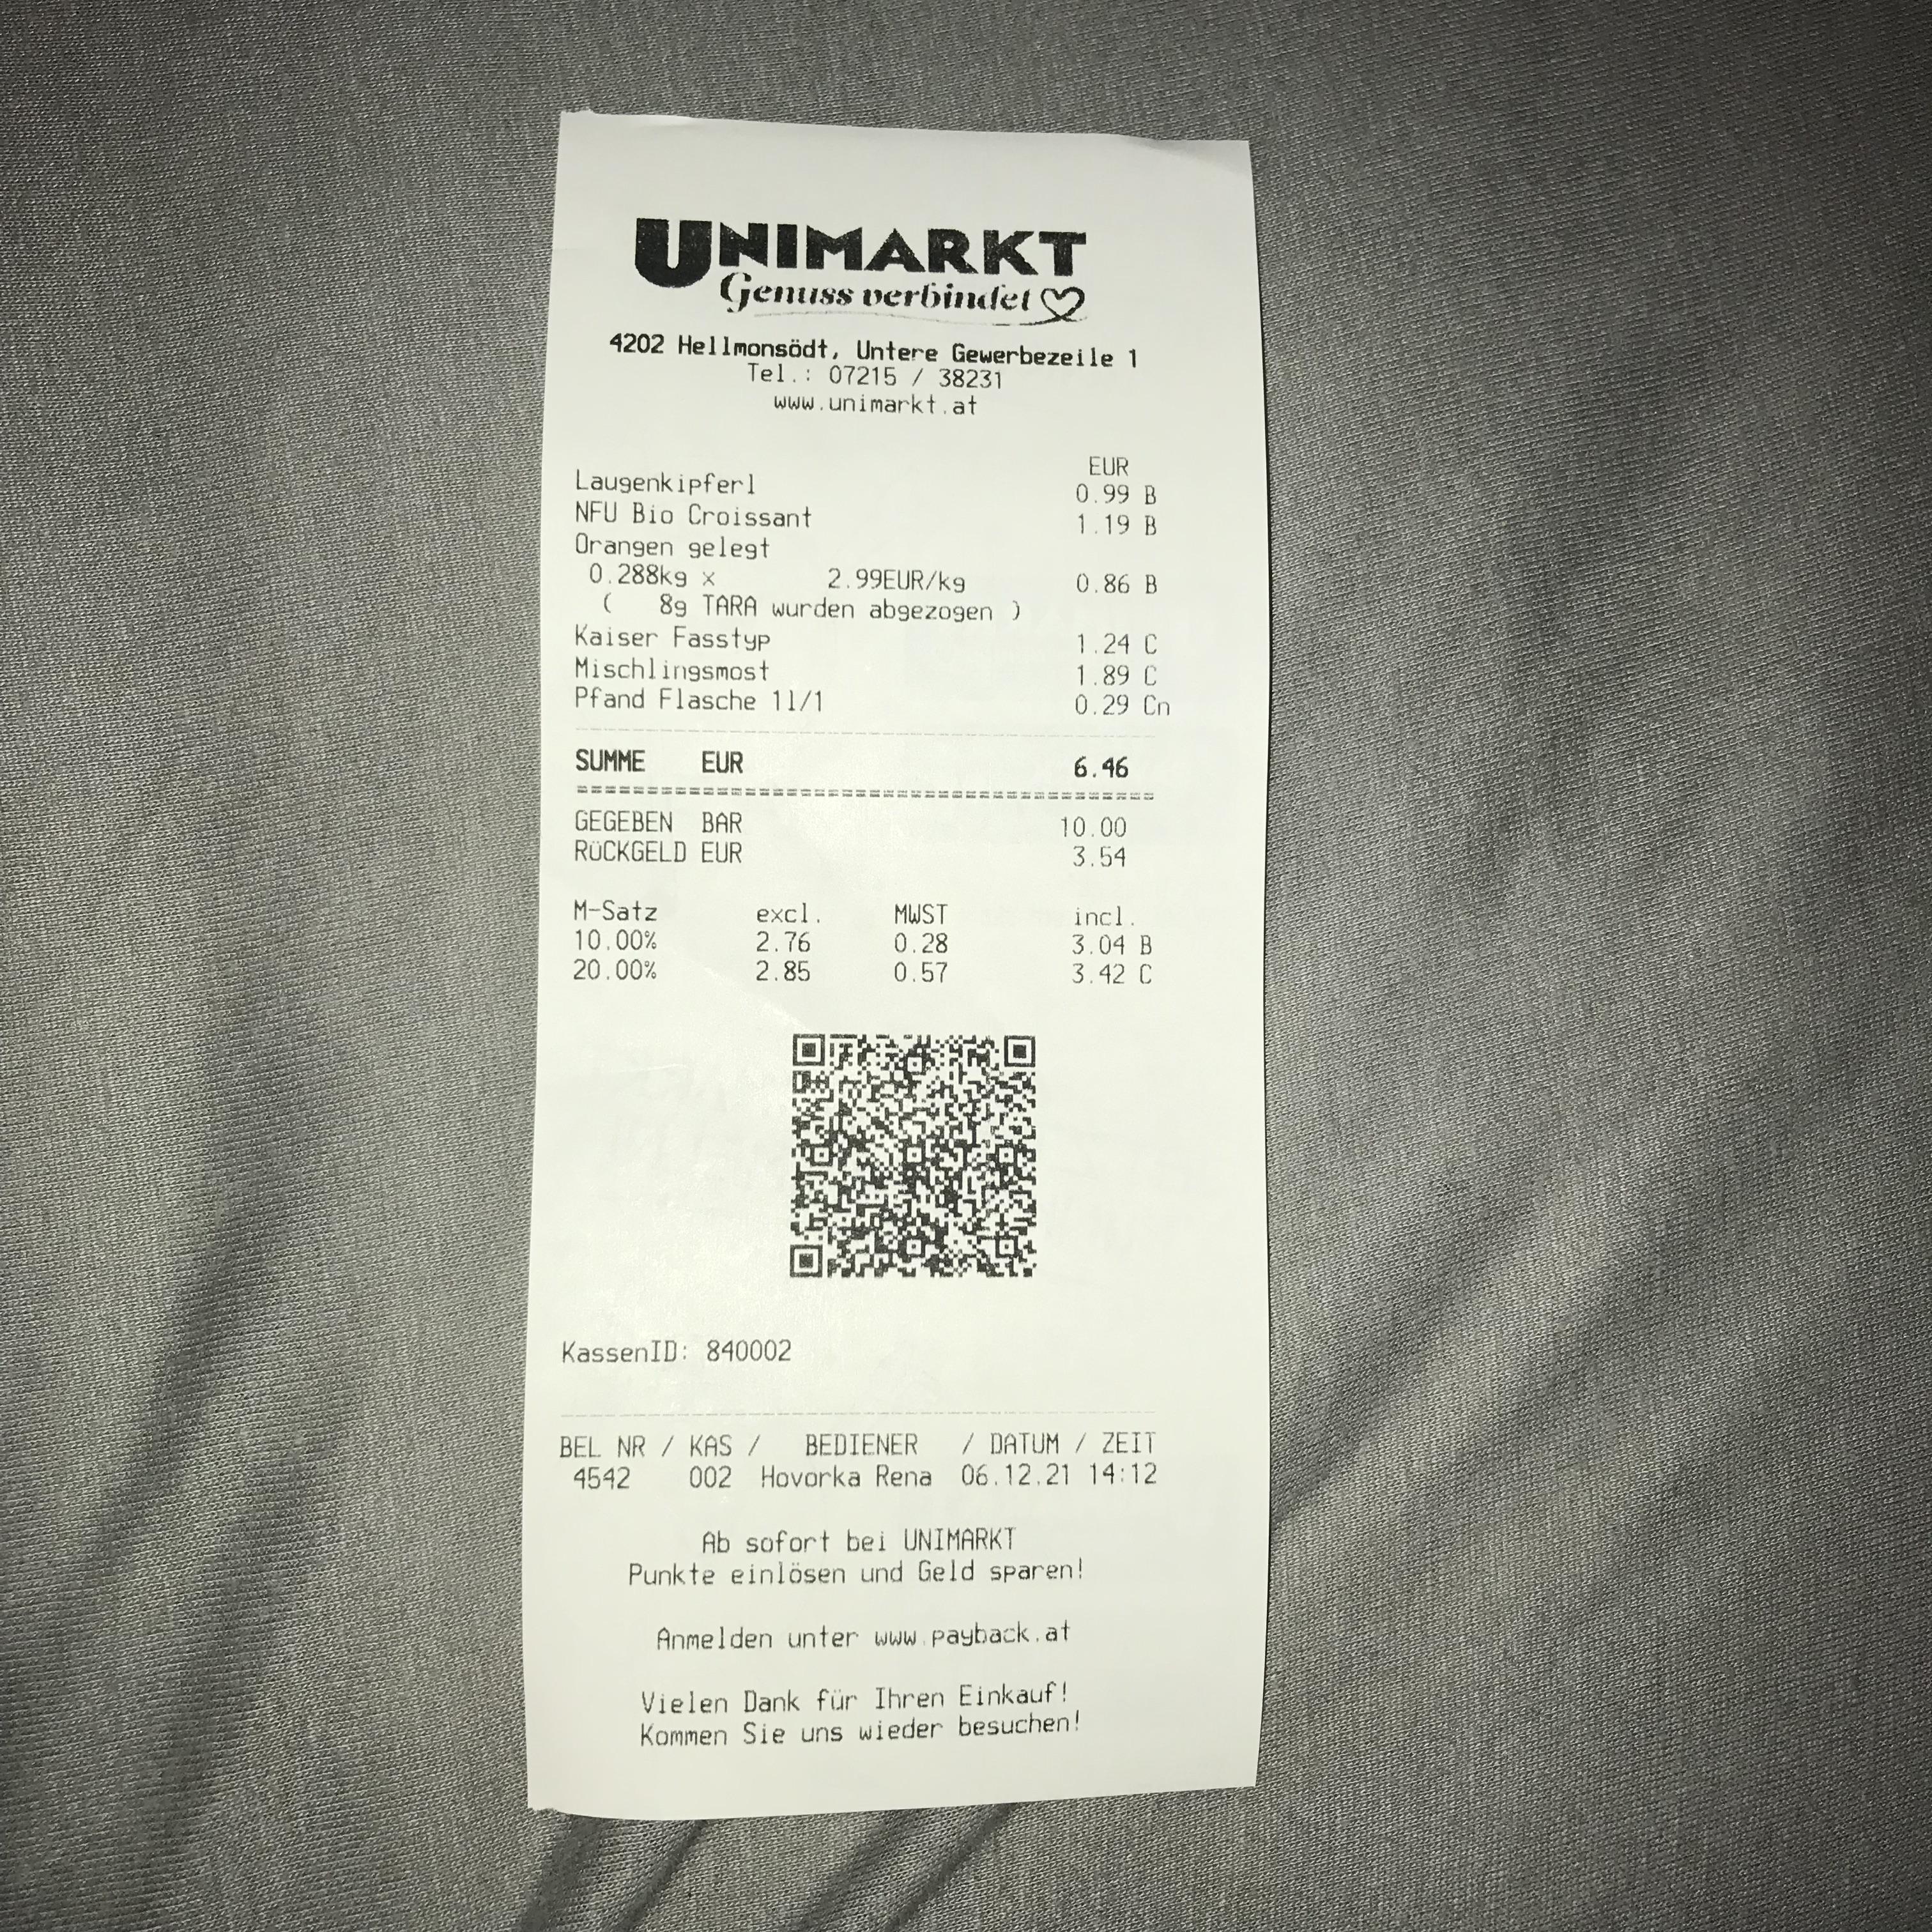 UNIMARKT
Genuss verbindet
4202 Hellmonsödt, Untere Gewerbezeile 1
Tel.: 07215 / 38231
www.unimarkt.at
EUR
Laugenkipferl 0.99 B
NFU Bio Croissant 1.19 B
Orangen gelegt
0.288kg x 2.99EUR/kg 0.86 B
( 8g TARA wurden abgezogen )
Kaiser Fasstyp 1.24 C
Mischlingsmost 1.89 C
Pfand Flasche 1l/1 0.29 Cn
SUMME EUR 6.46
GEGEBEN BAR 10.00
RÜCKGELD EUR 3.54
M-Satz excl. MWST incl.
10.00% 2.76 0.28 3.04 B
20.00% 2.85 0.57 3.42 C
KassenID: 840002
BEL NR / KAS / BEDIENER / DATUM / ZEIT
4542 002 Hovorka Rena 06.12.21 14:12
Ab sofort bei UNIMARKT
Punkte einlösen und Geld sparen!
Anmelden unter www.payback.at
Vielen Dank für Ihren Einkauf!
Kommen Sie uns wieder besuchen!